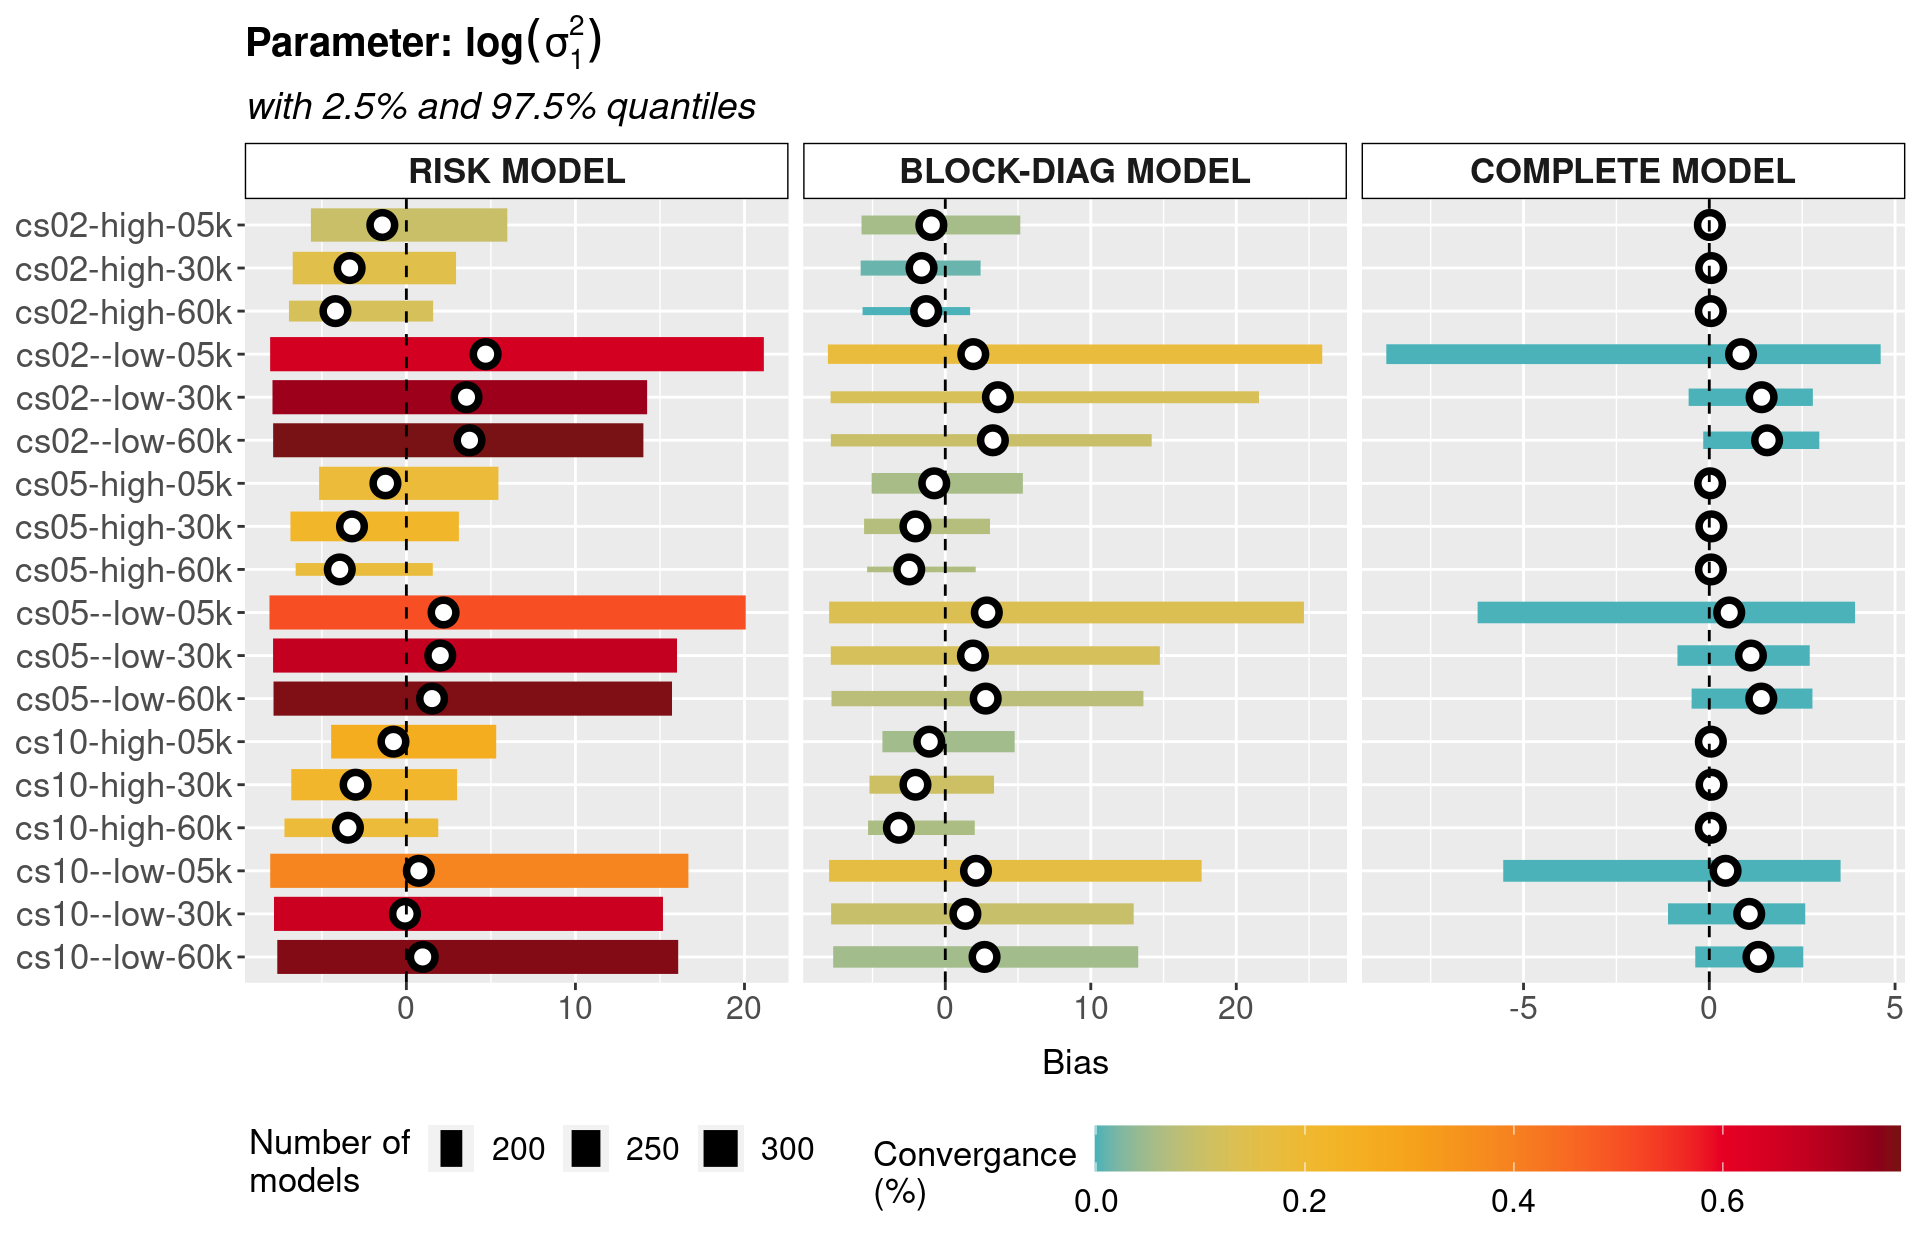 Parameter: log(σ₁²)
with 2.5% and 97.5% quantiles
RISK MODEL BLOCK-DIAG MODEL COMPLETE MODEL
cs02-high-05k
cs02-high-30k
cs02-high-60k
cs02--low-05k
cs02--low-30k
cs02--low-60k
cs05-high-05k
cs05-high-30k
cs05-high-60k
cs05--low-05k
cs05--low-30k
cs05--low-60k
cs10-high-05k
cs10-high-30k
cs10-high-60k
cs10--low-05k
cs10--low-30k
cs10--low-60k
0 10 20 0 10 20 -5 0 5
Bias
Number of
models
200 250 300
Convergance
(%)
0.0 0.2 0.4 0.6